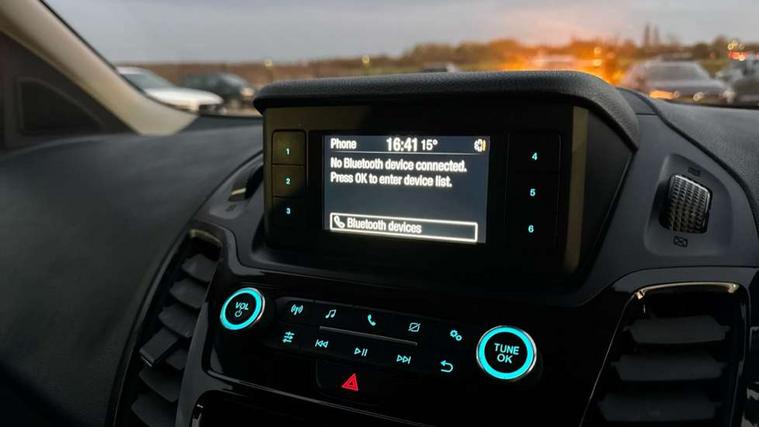 Phone 16:41 15°
No Bluetooth device connected.
Press OK to enter device list.
Bluetooth devices
1
2
3
4
5
6
VOL
TUNE
OK